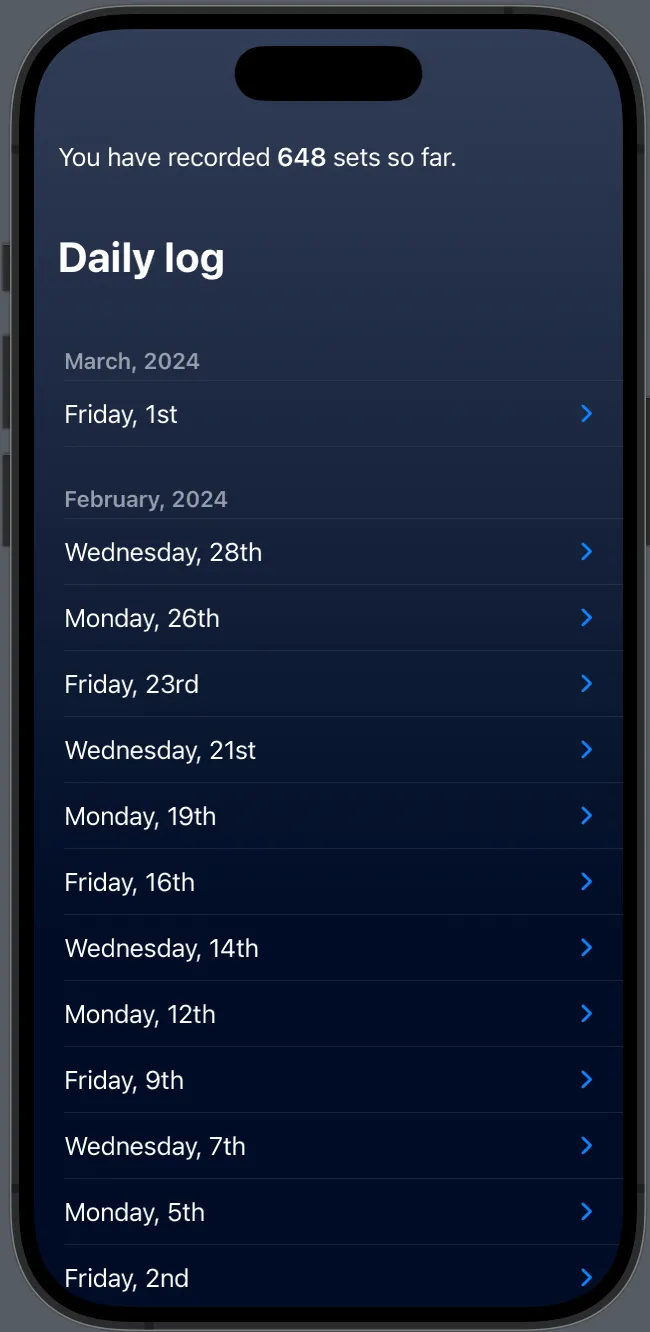 You have recorded 648 sets so far.
Daily log
March, 2024
Friday, 1st
February, 2024
Wednesday, 28th
Monday, 26th
Friday, 23rd
Wednesday, 21st
Monday, 19th
Friday, 16th
Wednesday, 14th
Monday, 12th
Friday, 9th
Wednesday, 7th
Monday, 5th
Friday, 2nd